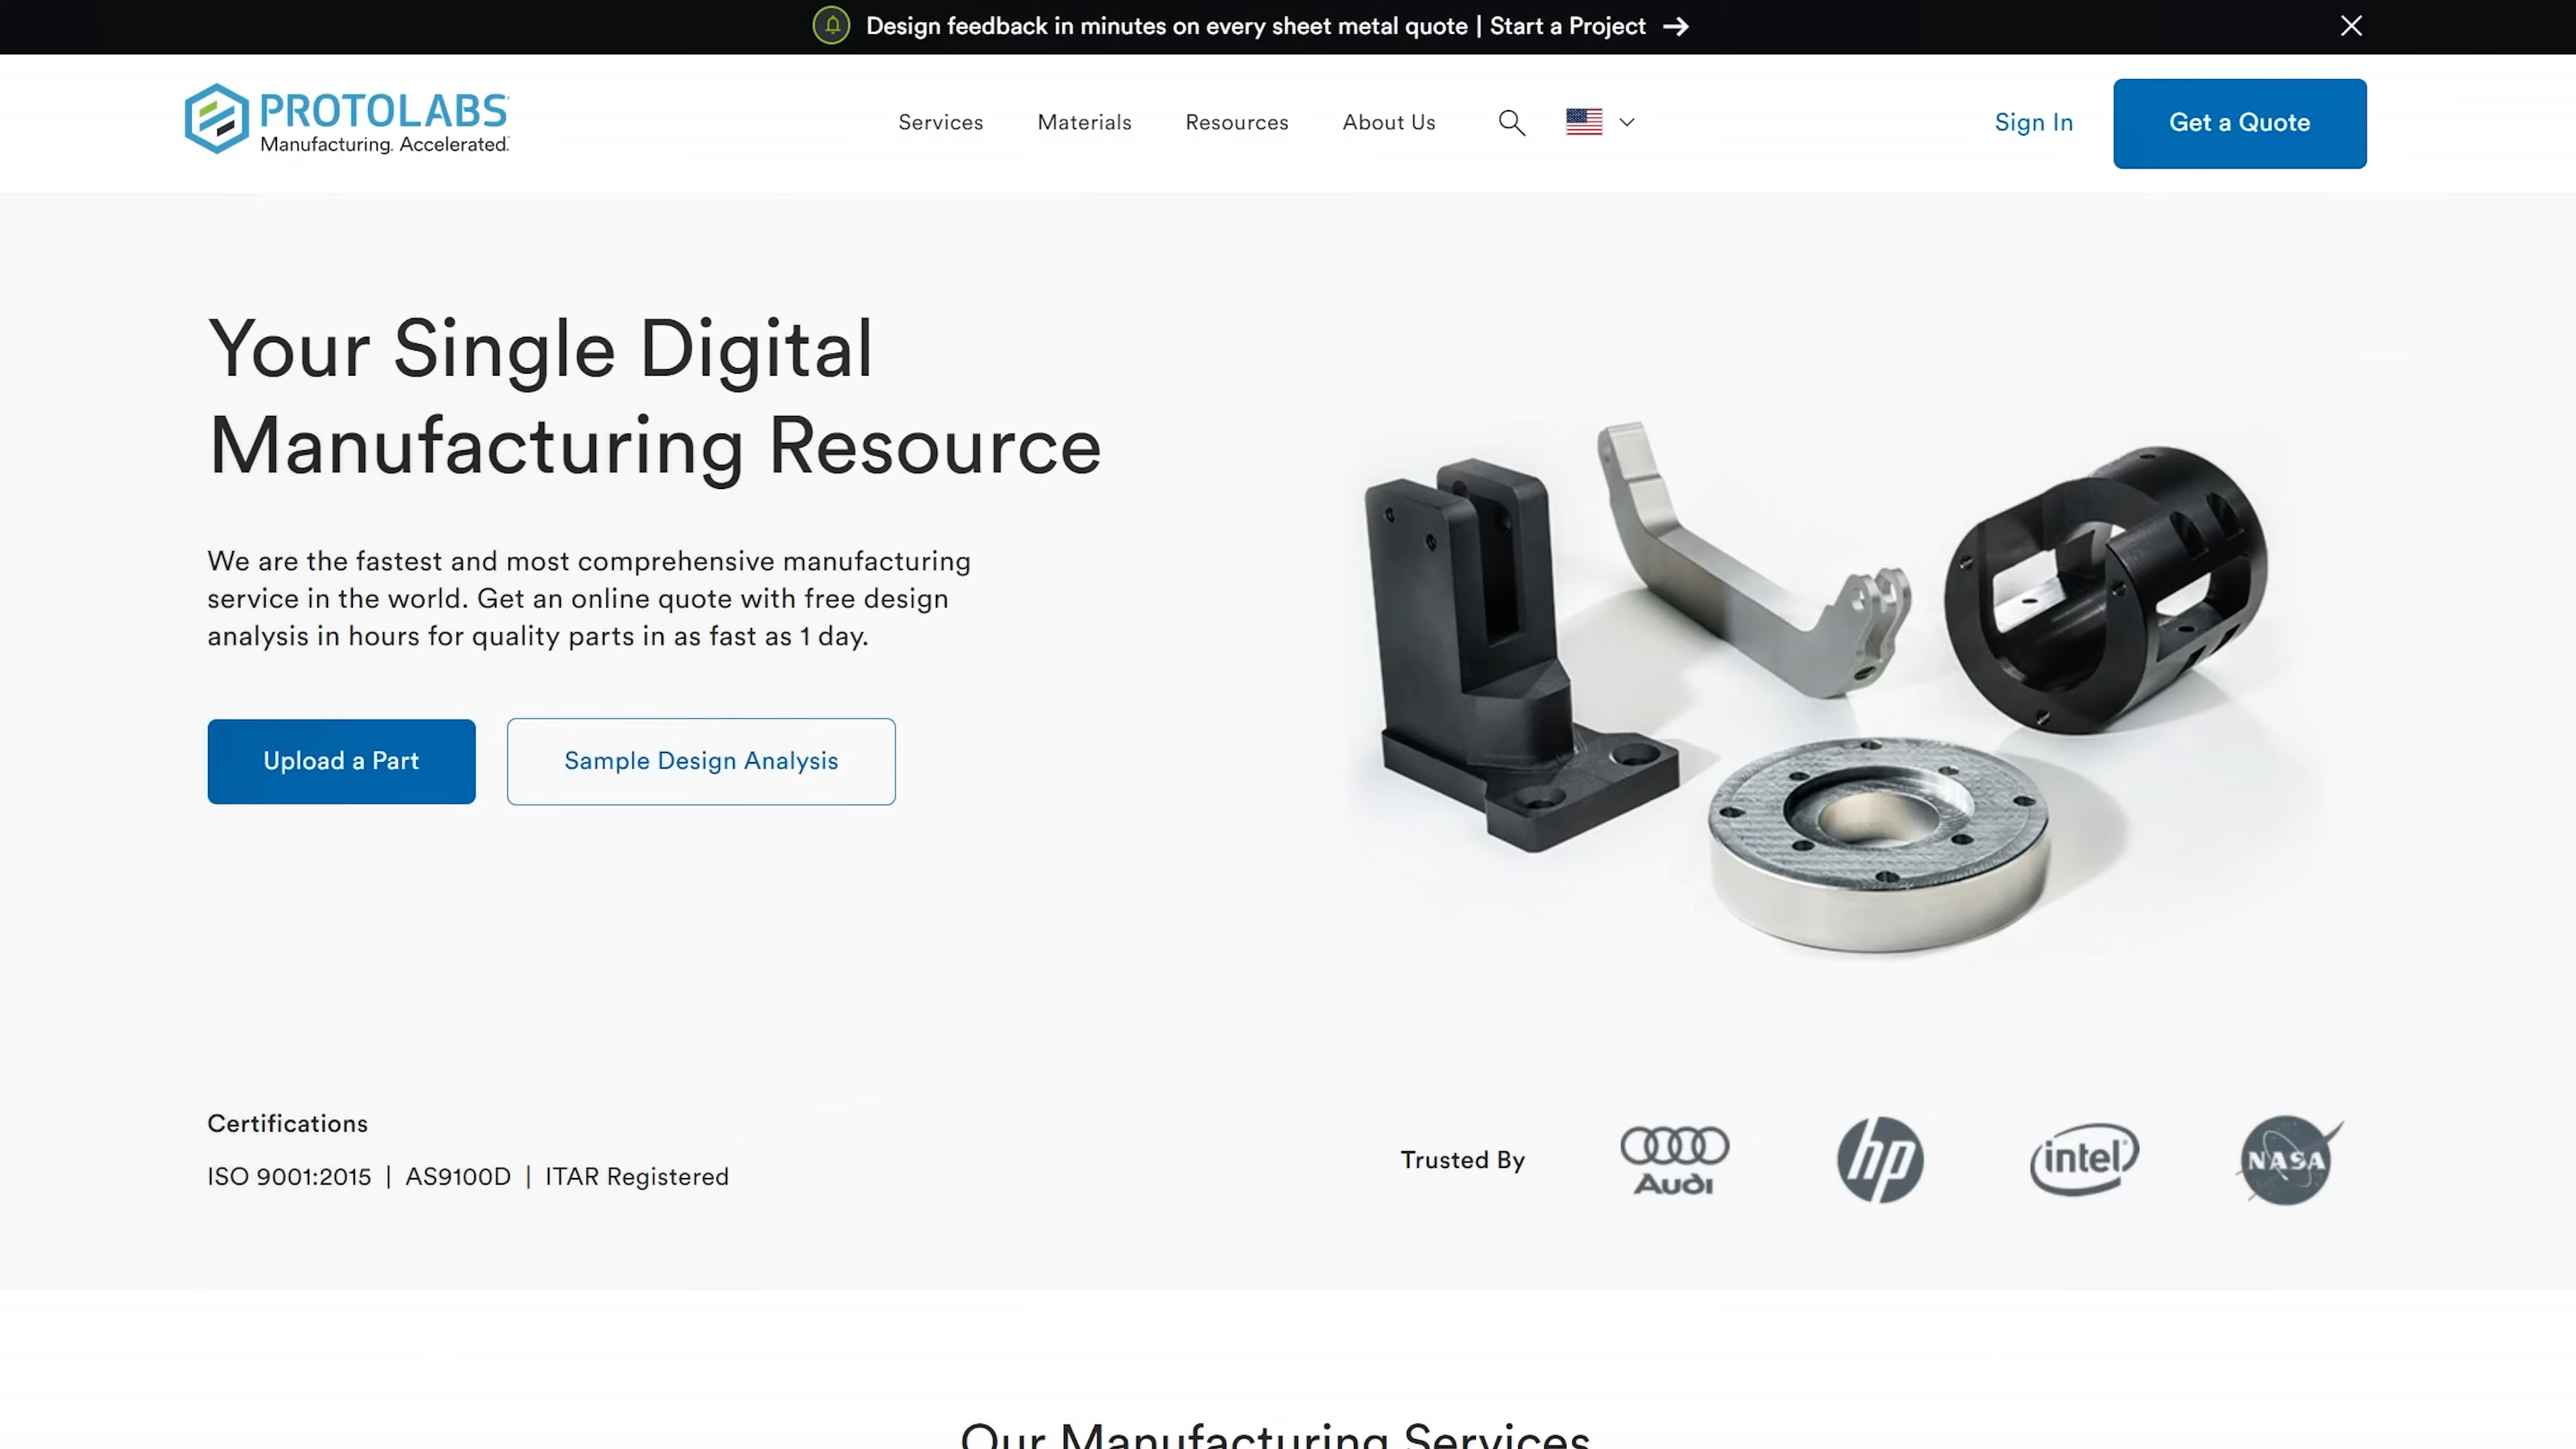 Design feedback in minutes on every sheet metal quote | Start a Project →
PROTOLABS
Manufacturing. Accelerated.
Services
Materials
Resources
About Us
Sign In
Get a Quote
Your Single Digital
Manufacturing Resource
We are the fastest and most comprehensive manufacturing
service in the world. Get an online quote with free design
analysis in hours for quality parts in as fast as 1 day.
Upload a Part
Sample Design Analysis
Certifications
ISO 9001:2015 | AS9100D | ITAR Registered
Trusted By
Audi
hp
intel
NASA
Our Manufacturing Services